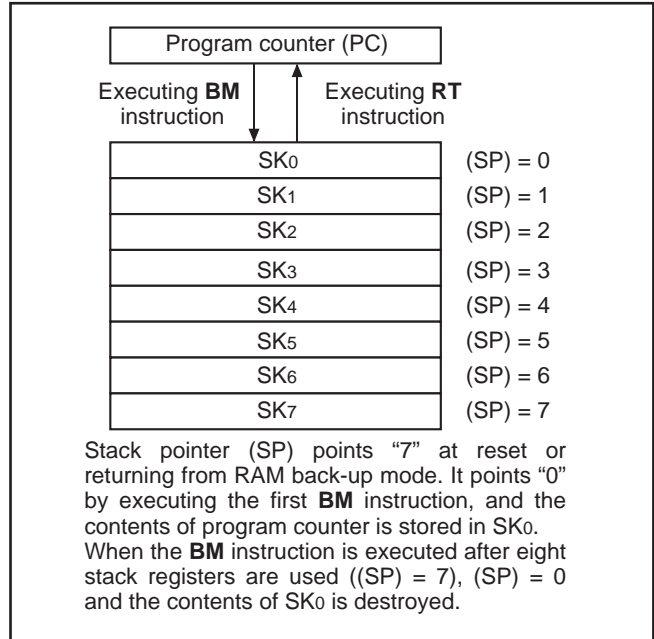 Program counter (PC)
Executing BM
instruction
Executing RT
instruction
SK0 (SP) = 0
SK1 (SP) = 1
SK2 (SP) = 2
SK3 (SP) = 3
SK4 (SP) = 4
SK5 (SP) = 5
SK6 (SP) = 6
SK7 (SP) = 7
Stack pointer (SP) points “7” at reset or
returning from RAM back-up mode. It points “0”
by executing the first BM instruction, and the
contents of program counter is stored in SK0.
When the BM instruction is executed after eight
stack registers are used ((SP) = 7), (SP) = 0
and the contents of SK0 is destroyed.